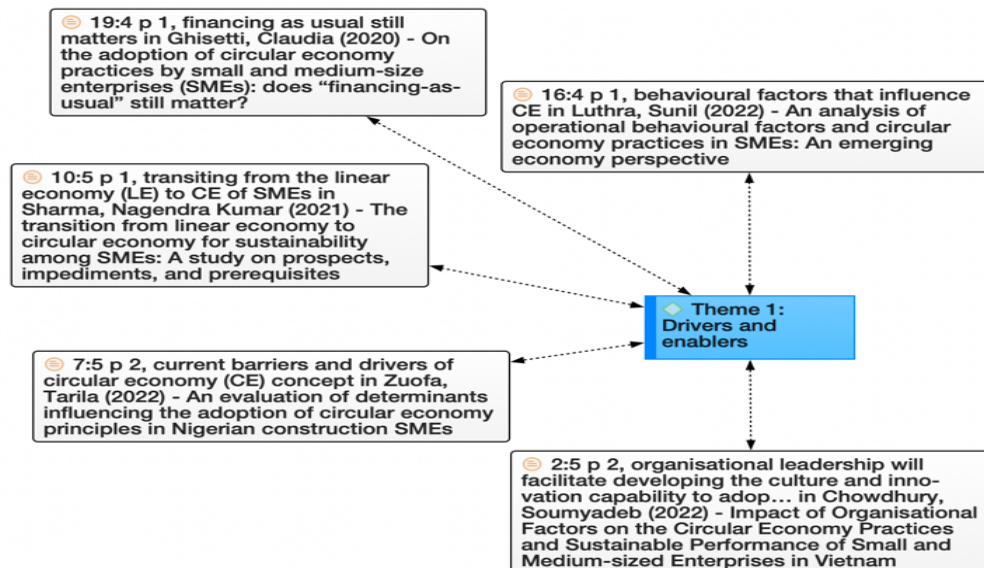 19:4 p 1, financing as usual still
matters in Ghisetti, Claudia (2020) - On
the adoption of circular economy
practices by small and medium-size
enterprises (SMEs): does “financing-as-
usual” still matter?
16:4 p 1, behavioural factors that influence
CE in Luthra, Sunil (2022) - An analysis of
operational behavioural factors and circular
economy practices in SMEs: An emerging
economy perspective
10:5 p 1, transiting from the linear
economy (LE) to CE of SMEs in
Sharma, Nagendra Kumar (2021) - The
transition from linear economy to
circular economy for sustainability
among SMEs: A study on prospects,
impediments, and prerequisites
Theme 1:
Drivers and
enablers
7:5 p 2, current barriers and drivers of
circular economy (CE) concept in Zuofa,
Tarila (2022) - An evaluation of determinants
influencing the adoption of circular economy
principles in Nigerian construction SMEs
2:5 p 2, organisational leadership will
facilitate developing the culture and inno-
vation capability to adop... in Chowdhury,
Soumyadeb (2022) - Impact of Organisational
Factors on the Circular Economy Practices
and Sustainable Performance of Small and
Medium-sized Enterprises in Vietnam